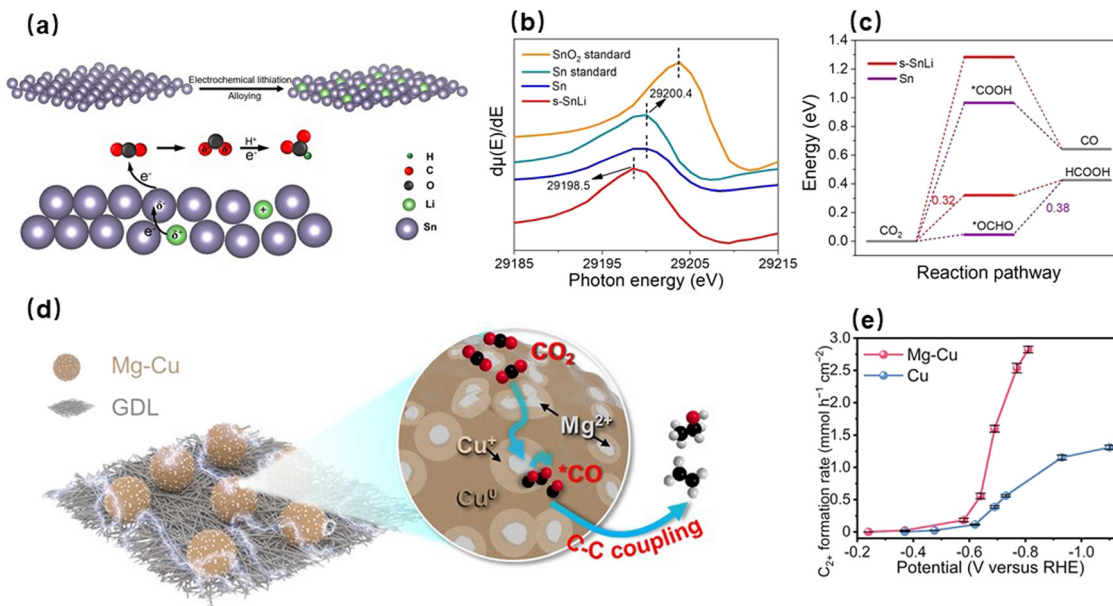 (a)
Electrochemical lithiation
Alloying
H⁺
e⁻
e⁻
δ⁻
e⁻
δ⁺
+
δ δ
H
C
O
Li
Sn
(b)
SnO₂ standard
Sn standard
Sn
s-SnLi
29200.4
29198.5
dμ(E)/dE
29185 29195 29205 29215
Photon energy (eV)
(c)
s-SnLi
Sn
*COOH
CO
HCOOH
0.32
0.38
CO₂
*OCHO
Energy (eV)
1.4
1.2
1.0
0.8
0.6
0.4
0.2
0.0
Reaction pathway
(d)
Mg-Cu
GDL
CO₂
Mg²⁺
Cu⁺
*CO
Cu⁰
C-C coupling
(e)
Mg-Cu
Cu
C₂₊ formation rate (mmol h⁻¹ cm⁻²)
3.0
2.5
2.0
1.5
1.0
0.5
0
-0.2 -0.4 -0.6 -0.8 -1.0
Potential (V versus RHE)